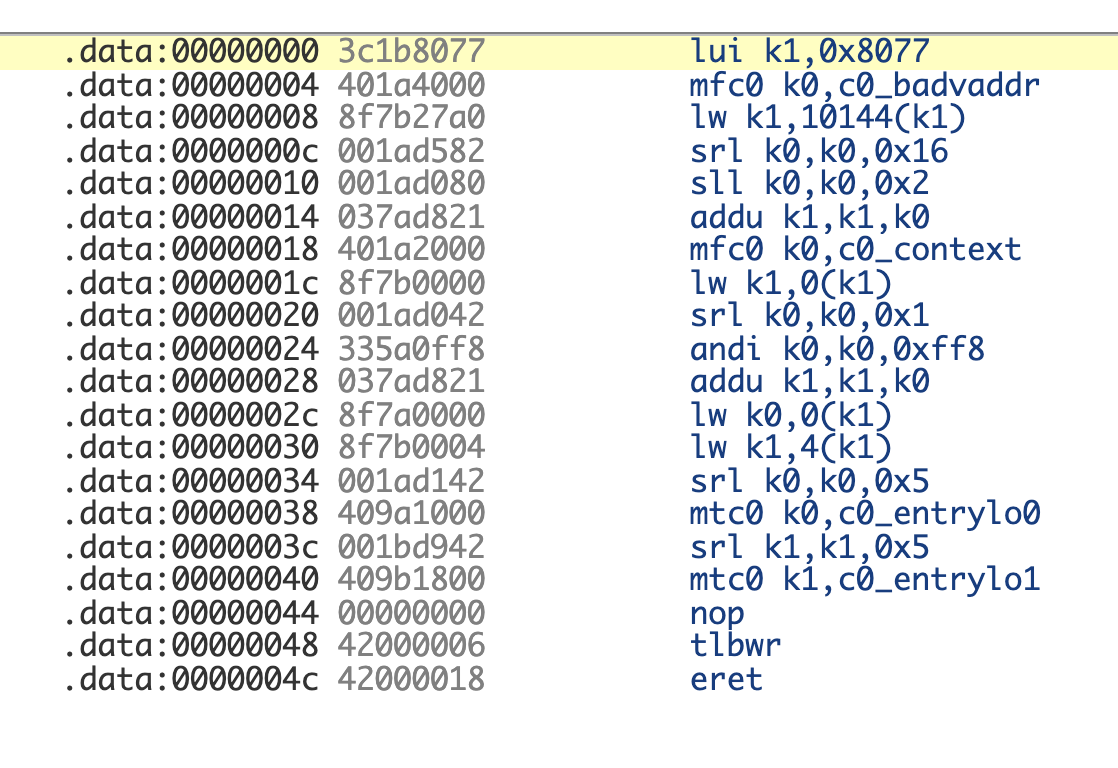 .data:00000000 3c1b8077 lui k1,0x8077
.data:00000004 401a4000 mfc0 k0,c0_badvaddr
.data:00000008 8f7b27a0 lw k1,10144(k1)
.data:0000000c 001ad582 srl k0,k0,0x16
.data:00000010 001ad080 sll k0,k0,0x2
.data:00000014 037ad821 addu k1,k1,k0
.data:00000018 401a2000 mfc0 k0,c0_context
.data:0000001c 8f7b0000 lw k1,0(k1)
.data:00000020 001ad042 srl k0,k0,0x1
.data:00000024 335a0ff8 andi k0,k0,0xff8
.data:00000028 037ad821 addu k1,k1,k0
.data:0000002c 8f7a0000 lw k0,0(k1)
.data:00000030 8f7b0004 lw k1,4(k1)
.data:00000034 001ad142 srl k0,k0,0x5
.data:00000038 409a1000 mtc0 k0,c0_entrylo0
.data:0000003c 001bd942 srl k1,k1,0x5
.data:00000040 409b1800 mtc0 k1,c0_entrylo1
.data:00000044 00000000 nop
.data:00000048 42000006 tlbwr
.data:0000004c 42000018 eret